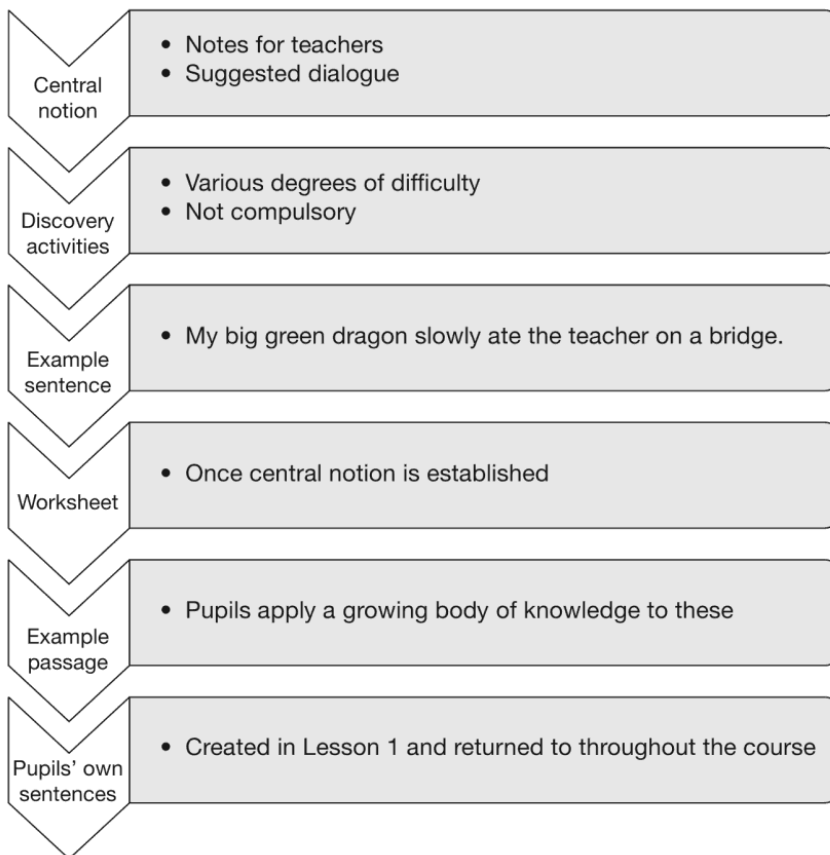 Central
notion
• Notes for teachers
• Suggested dialogue
Discovery
activities
• Various degrees of difficulty
• Not compulsory
Example
sentence
• My big green dragon slowly ate the teacher on a bridge.
Worksheet
• Once central notion is established
Example
passage
• Pupils apply a growing body of knowledge to these
Pupils’ own
sentences
• Created in Lesson 1 and returned to throughout the course